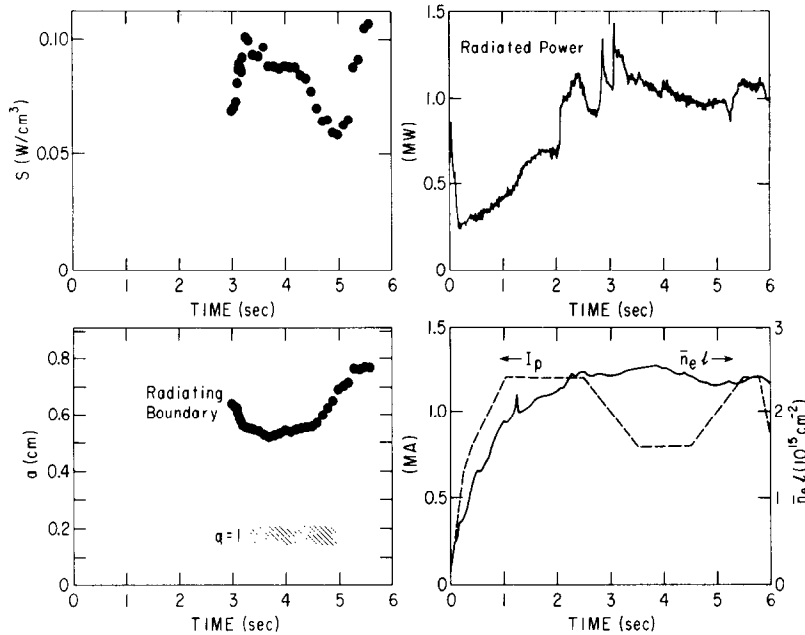 0.10
0.05
0
S (W/cm³)
0 1 2 3 4 5 6
TIME (sec)
1.5
1.0
0.5
0
(MW)
Radiated Power
0 1 2 3 4 5 6
TIME (sec)
0.8
0.6
0.4
0.2
0
a (cm)
Radiating
Boundary
q=1
0 1 2 3 4 5 6
TIME (sec)
1.5
1.0
0.5
0
(MA)
← Iₚ
n̄ₑℓ →
3
2
1
0
n̄ₑℓ (10¹⁵cm⁻²)
0 1 2 3 4 5 6
TIME (sec)